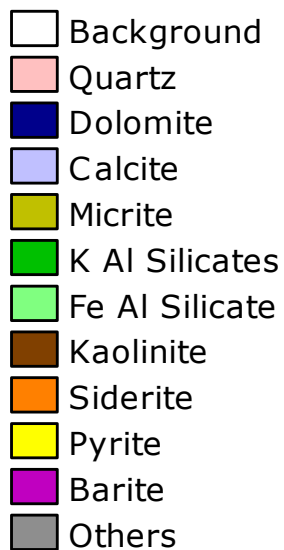 Background
Quartz
Dolomite
Calcite
Micrite
K Al Silicates
Fe Al Silicate
Kaolinite
Siderite
Pyrite
Barite
Others